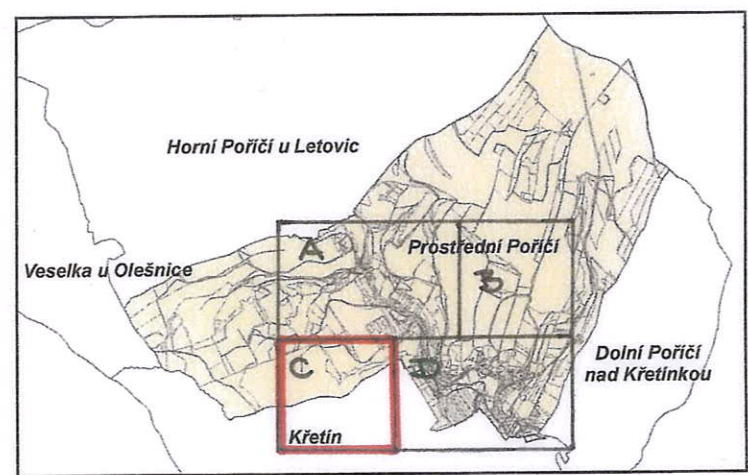 Horní Poříčí u Letovic
A
Prostřední Poříčí
Veselka u Olešnice
B
Dolní Poříčí
nad Křetínkou
C
D
Křetín